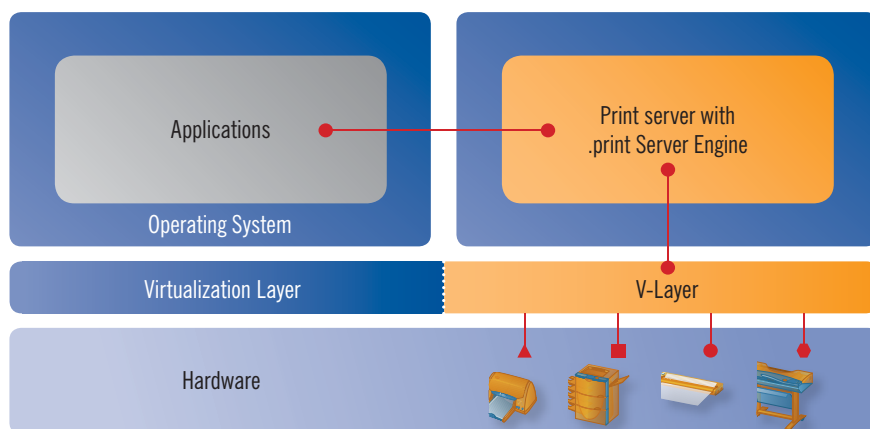 Applications
Print server with
.print Server Engine
Operating System
Virtualization Layer
V-Layer
Hardware